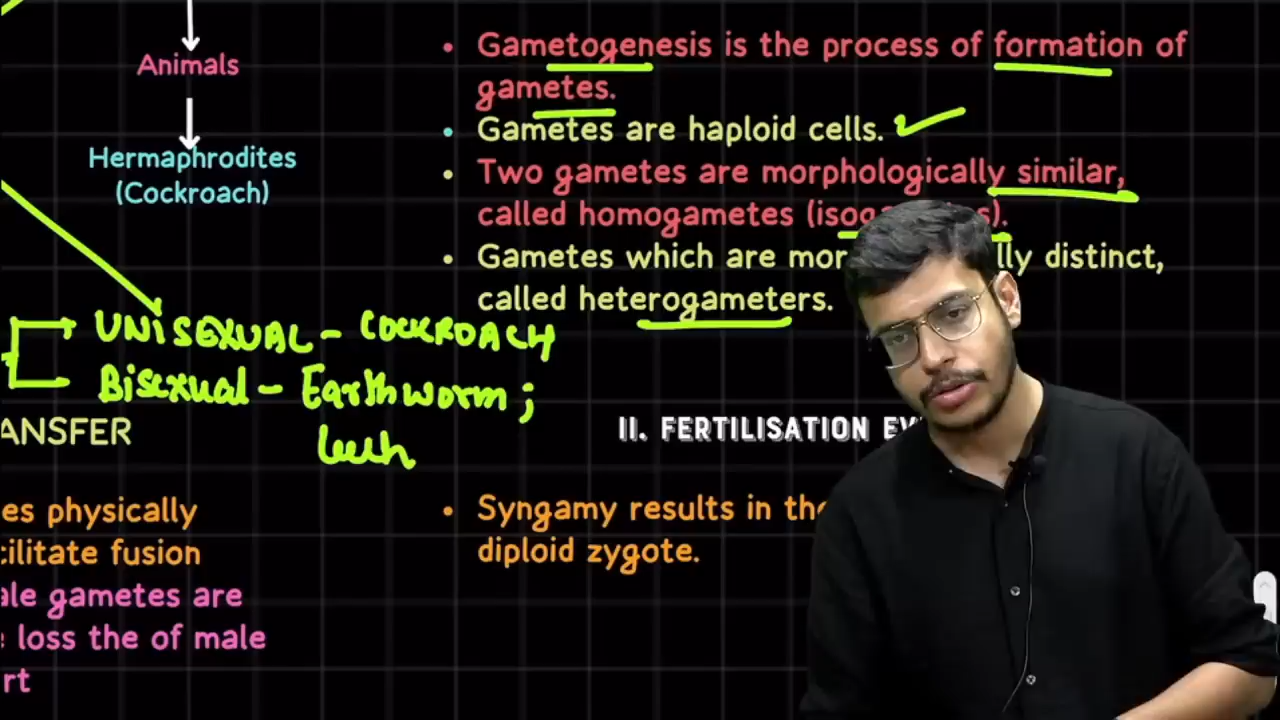 Animals
Hermaphrodites
(Cockroach)
• Gametogenesis is the process of formation of
gametes.
• Gametes are haploid cells.
• Two gametes are morphologically similar,
called homogametes (iso s).
• Gametes which are mor lly distinct,
called heterogameters.
UNISEXUAL - COCKROACH
Bisexual - Earthworm;
leech
ANSFER
es physically
cilitate fusion
ale gametes are
loss the of male
rt
II. FERTILISATION EV
• Syngamy results in the
diploid zygote.